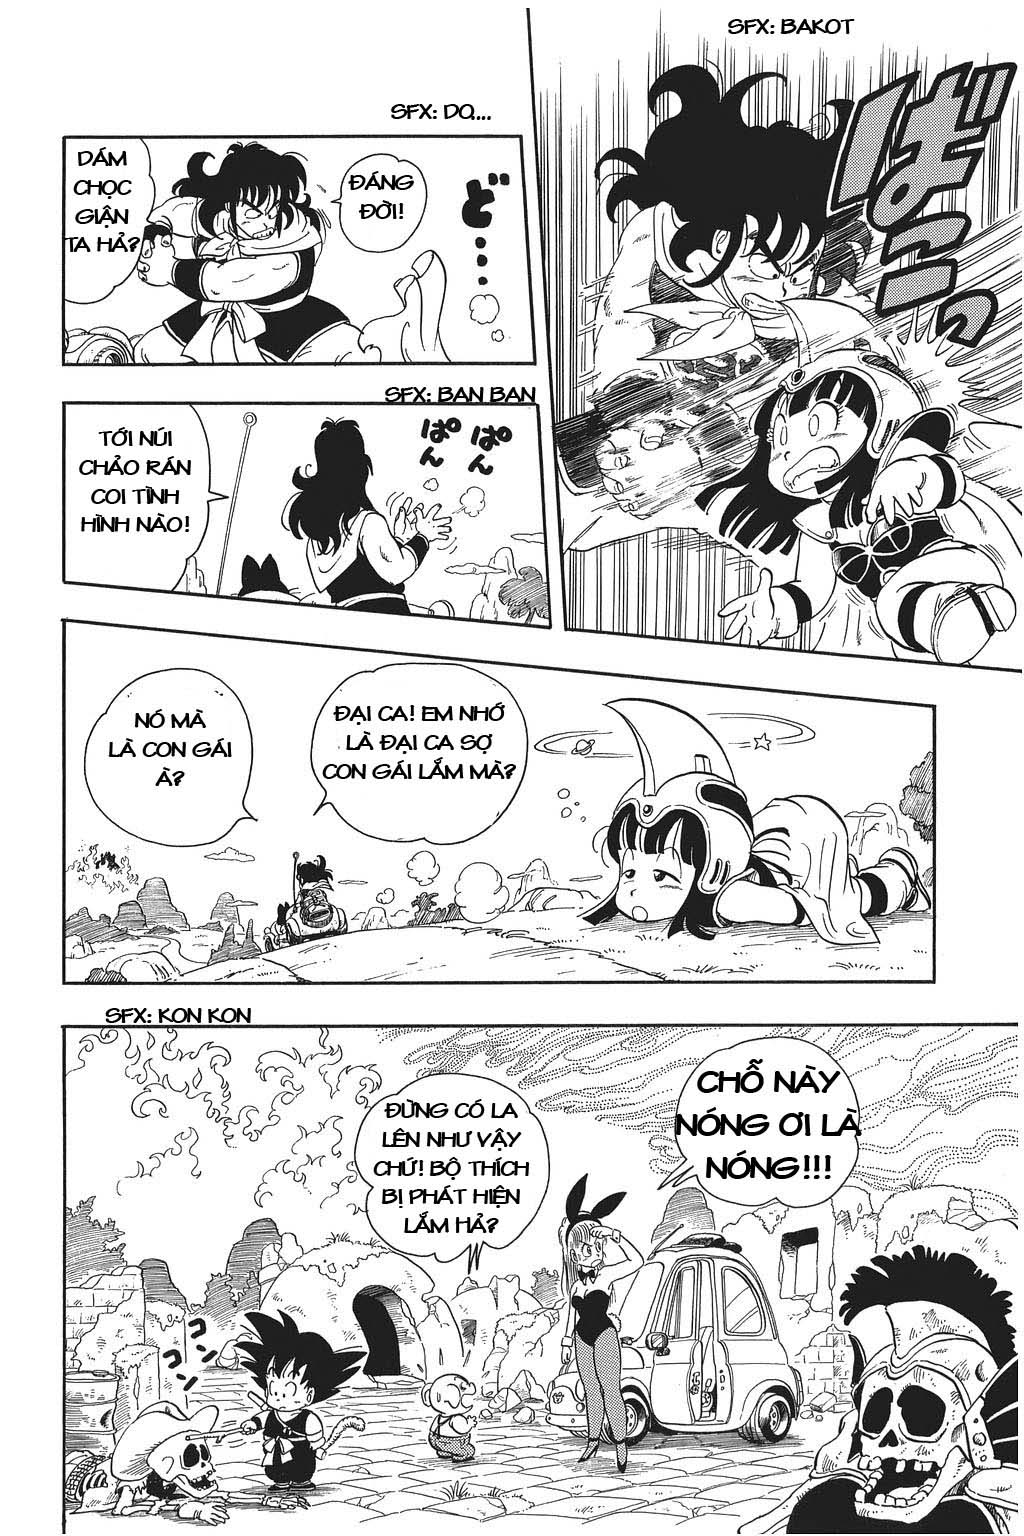 SFX: BAKOT
ばこっ
SFX: DO....
ど...
ĐÁNG
ĐỜI!
DÁM
CHỌC
GIẬN
TA HẢ?
SFX: BAN BAN
ぱん
ぱん
TỚI NÚI
CHẢO RÁN
COI TÌNH
HÌNH NÀO!
ĐẠI CA! EM NHỚ
LÀ ĐẠI CA SỢ
CON GÁI LẮM MÀ?
NÓ MÀ
LÀ CON GÁI
À?
SFX: KON KON
CHỖ NÀY
NÓNG ƠI LÀ
NÓNG!!!
ĐỪNG CÓ LA
LÊN NHƯ VẬY
CHỨ! BỘ THÍCH
BỊ PHÁT HIỆN
LẮM HẢ?
コン
コン